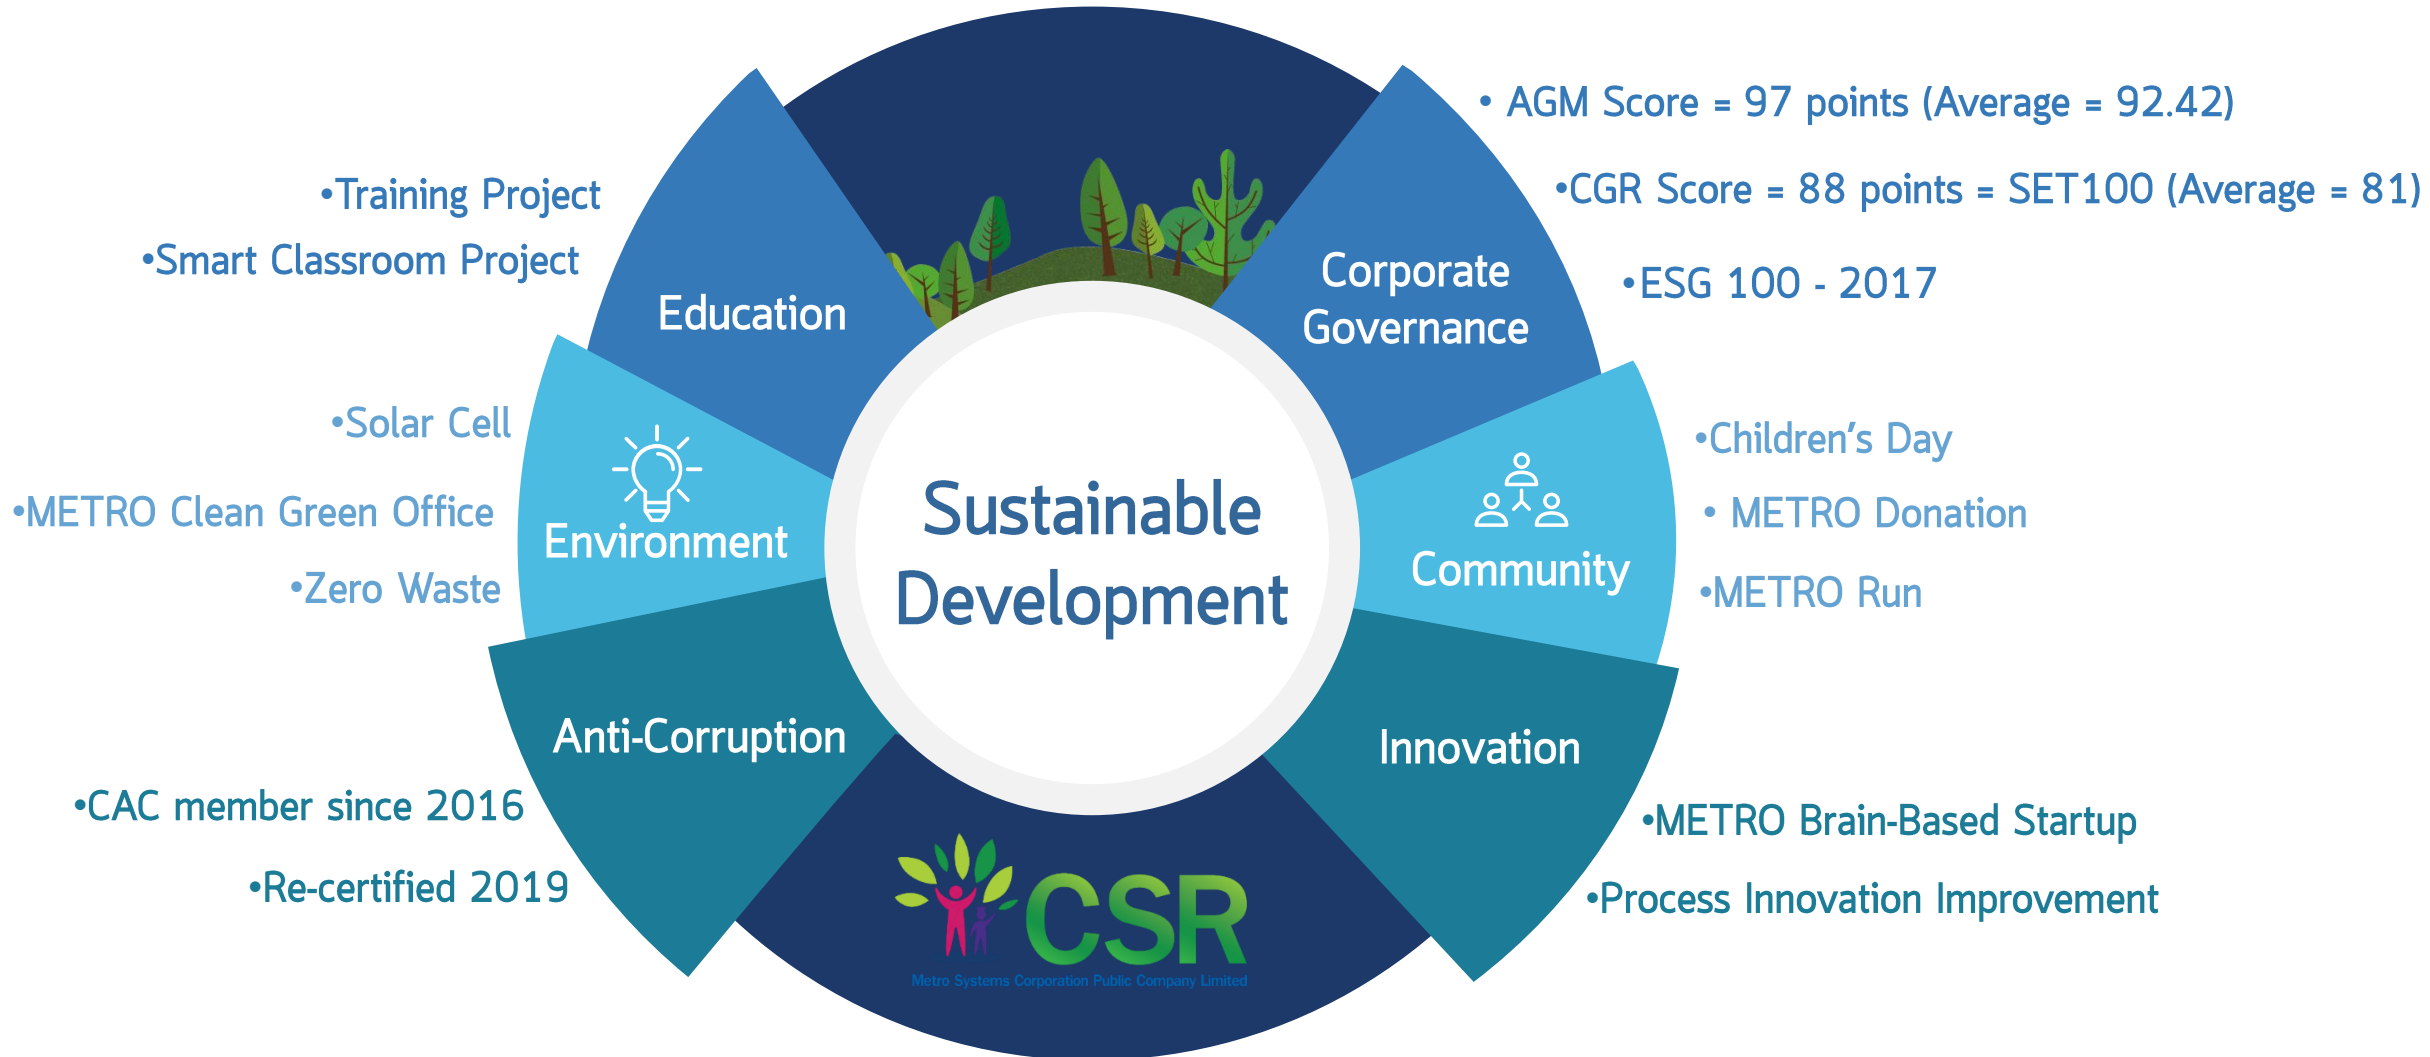 Sustainable
Development
Education
•Training Project
•Smart Classroom Project
Environment
•Solar Cell
•METRO Clean Green Office
•Zero Waste
Anti-Corruption
•CAC member since 2016
•Re-certified 2019
Corporate
Governance
• AGM Score = 97 points (Average = 92.42)
•CGR Score = 88 points = SET100 (Average = 81)
•ESG 100 - 2017
Community
•Children’s Day
• METRO Donation
•METRO Run
Innovation
•METRO Brain-Based Startup
•Process Innovation Improvement
CSR
Metro Systems Corporation Public Company Limited